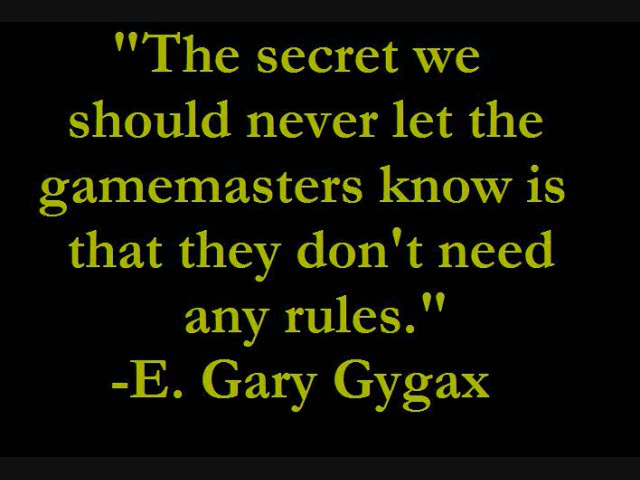 "The secret we
should never let the
gamemasters know is
that they don't need
any rules."
-E. Gary Gygax